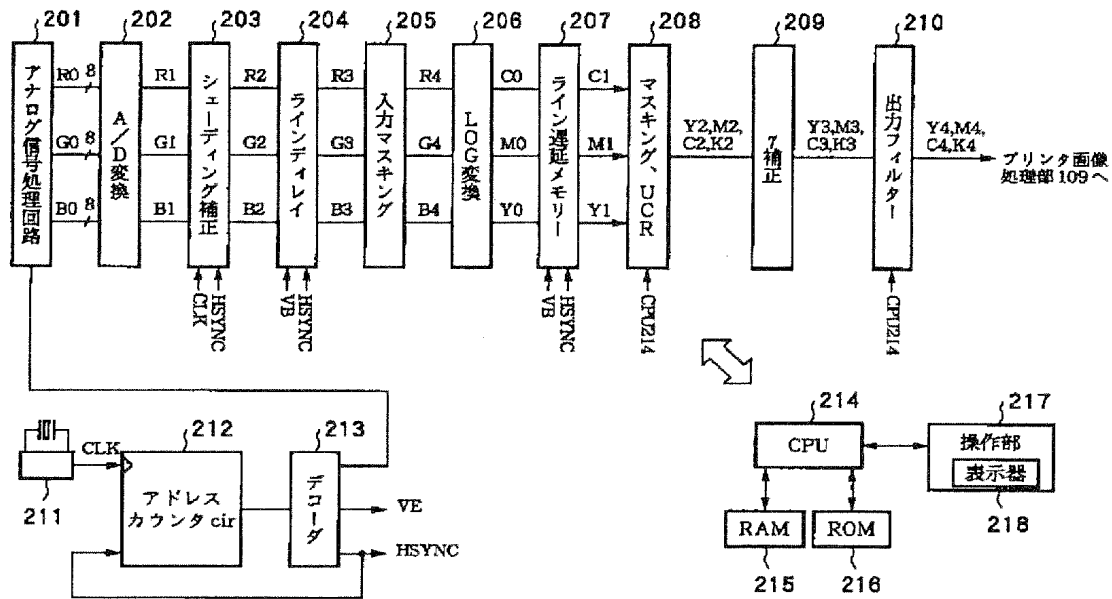 201 202 203 204 205 206 207 208 209 210
アナログ信号処理回路
R0 8
G0 8
B0 8
A/D変換
R1
G1
B1
シェーディング補正
CLK
HSYNC
R2
G2
B2
ラインディレイ
VB
HSYNC
R3
G3
B3
入力マスキング
R4
G4
B4
LOG変換
C0
M0
Y0
ライン遅延メモリー
VB
HSYNC
C1
M1
Y1
マスキング、UCR
CPU214
Y2,M2,
C2,K2
γ補正
Y3,M3,
C3,K3
出力フィルター
CPU214
Y4,M4,
C4,K4
プリンタ画像
処理部109へ
CLK
211
212
アドレス
カウンタcir
213
デコーダ
VE
HSYNC
214
CPU
RAM
215
ROM
216
217
操作部
表示器
218